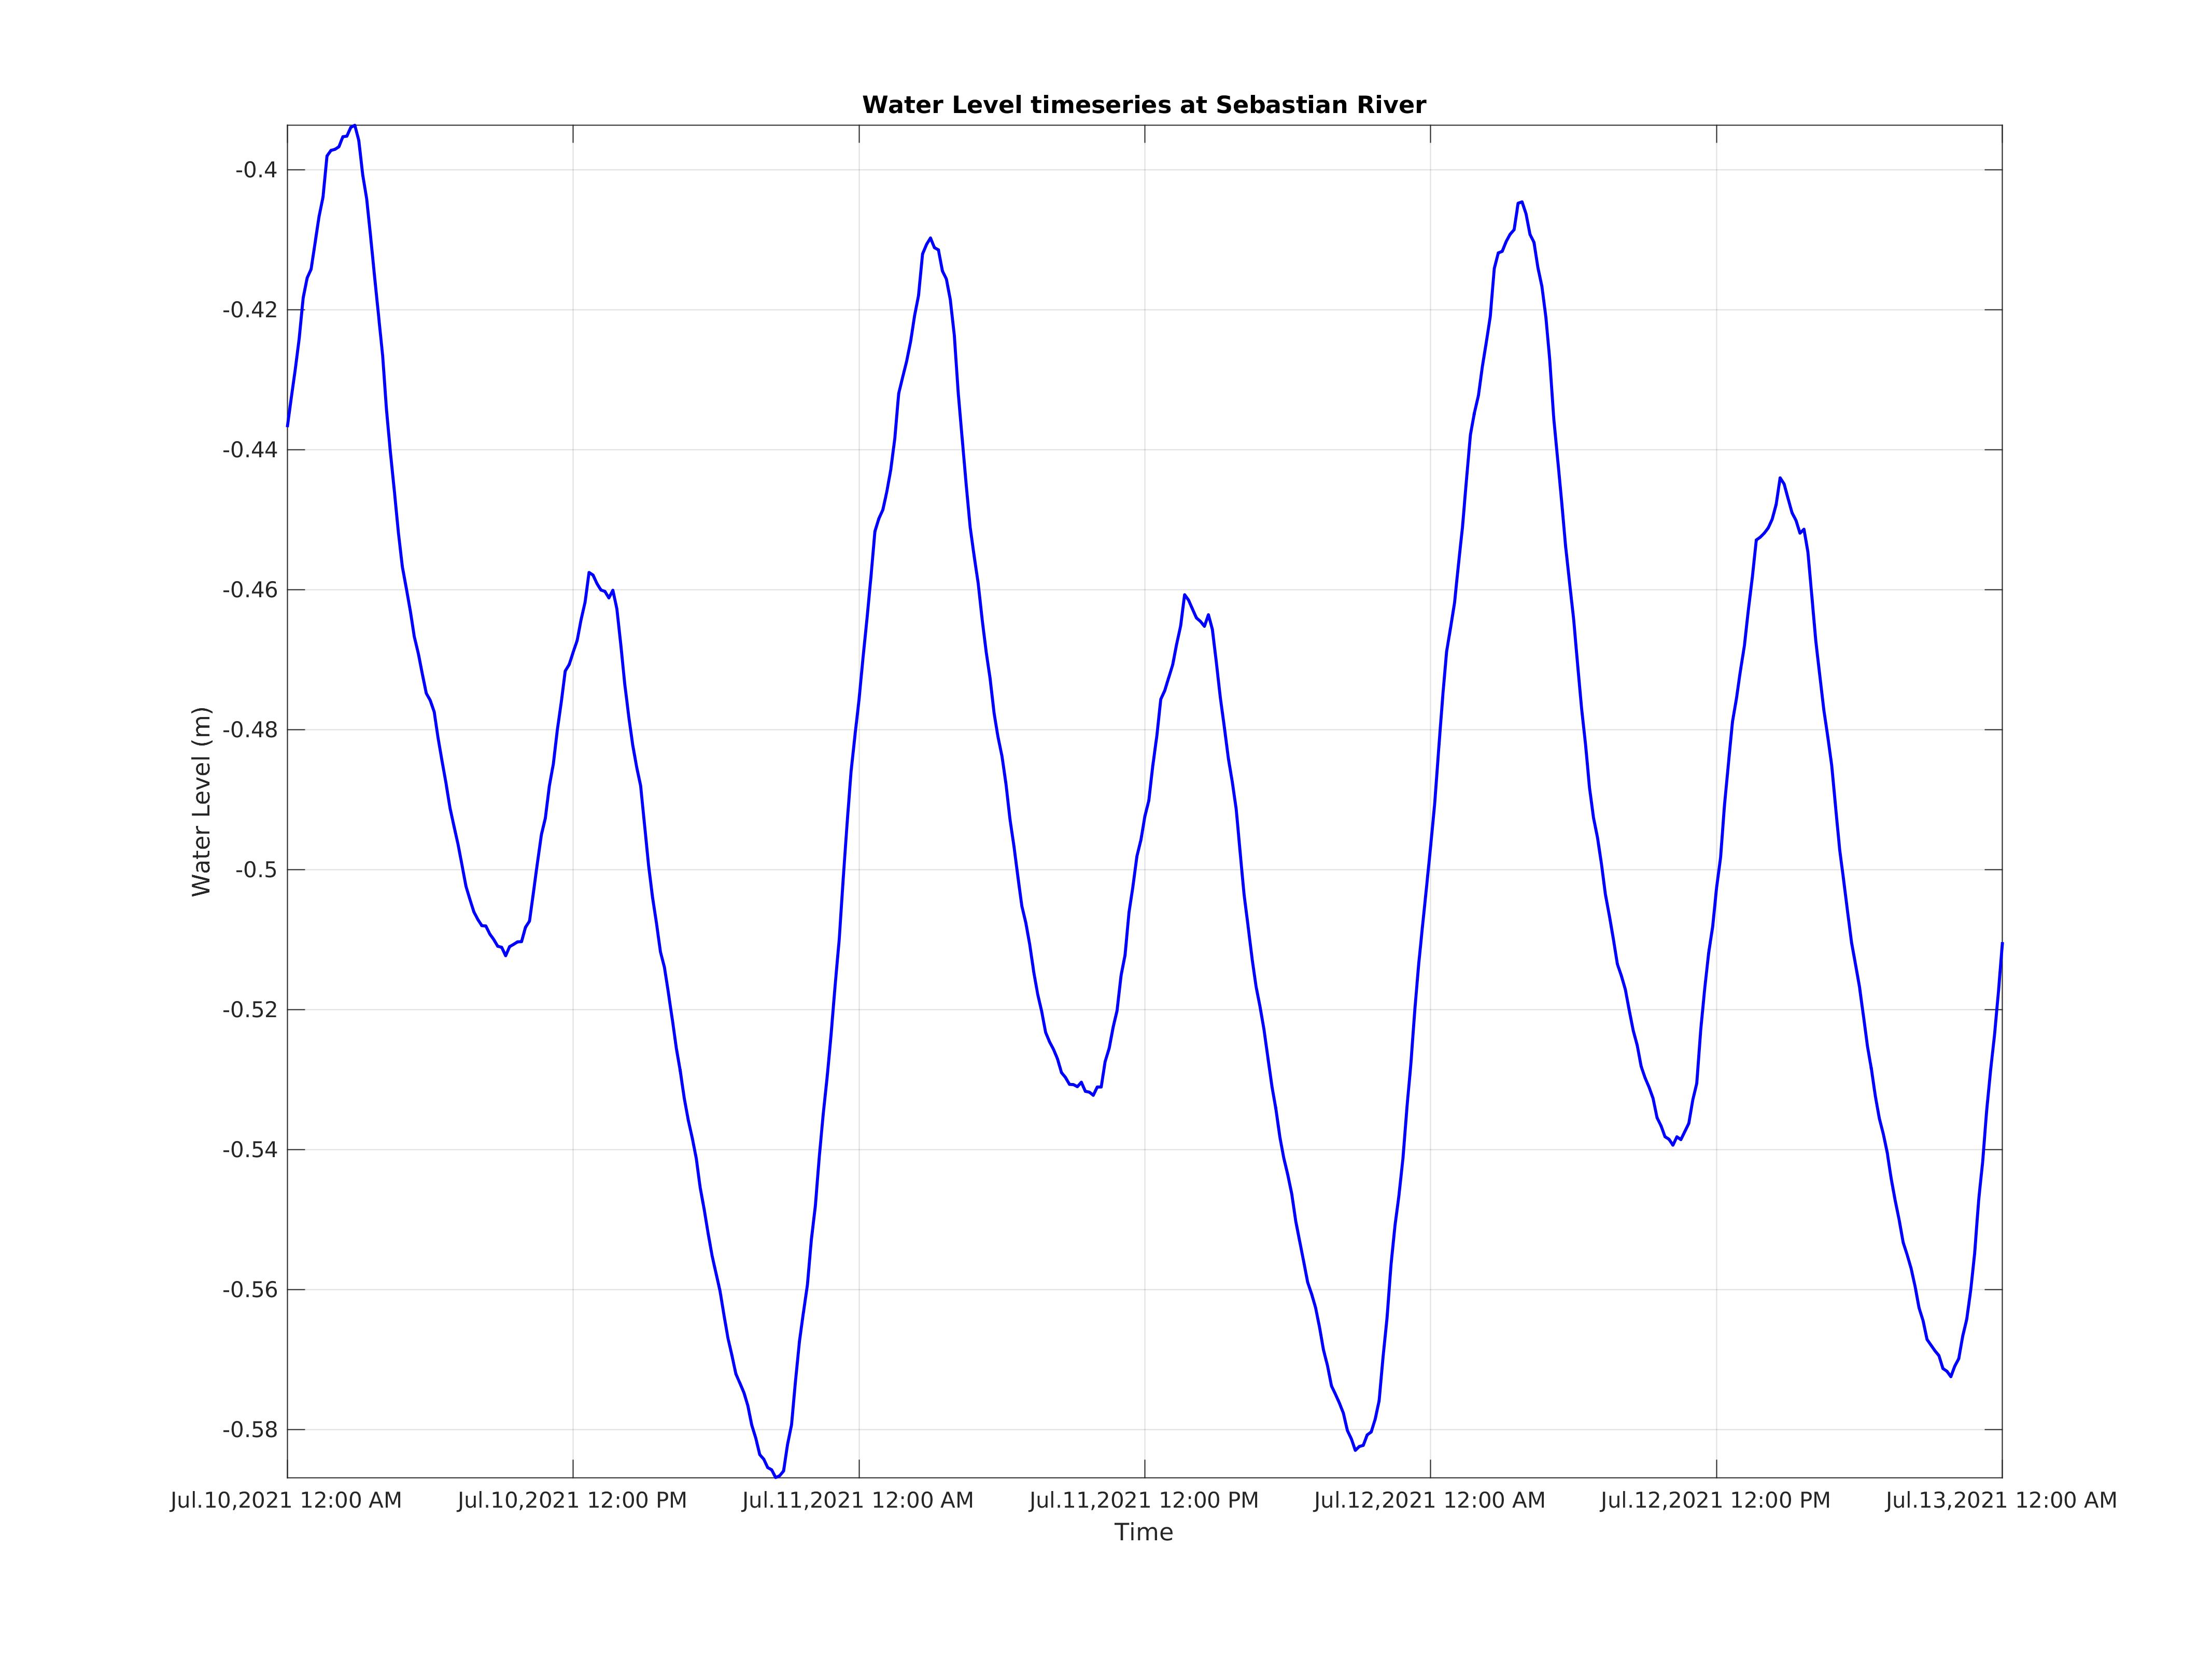 Water Level timeseries at Sebastian River
-0.4
-0.42
-0.44
-0.46
-0.48
-0.5
-0.52
-0.54
-0.56
-0.58
Water Level (m)
Jul.10,2021 12:00 AM
Jul.10,2021 12:00 PM
Jul.11,2021 12:00 AM
Jul.11,2021 12:00 PM
Jul.12,2021 12:00 AM
Jul.12,2021 12:00 PM
Jul.13,2021 12:00 AM
Time